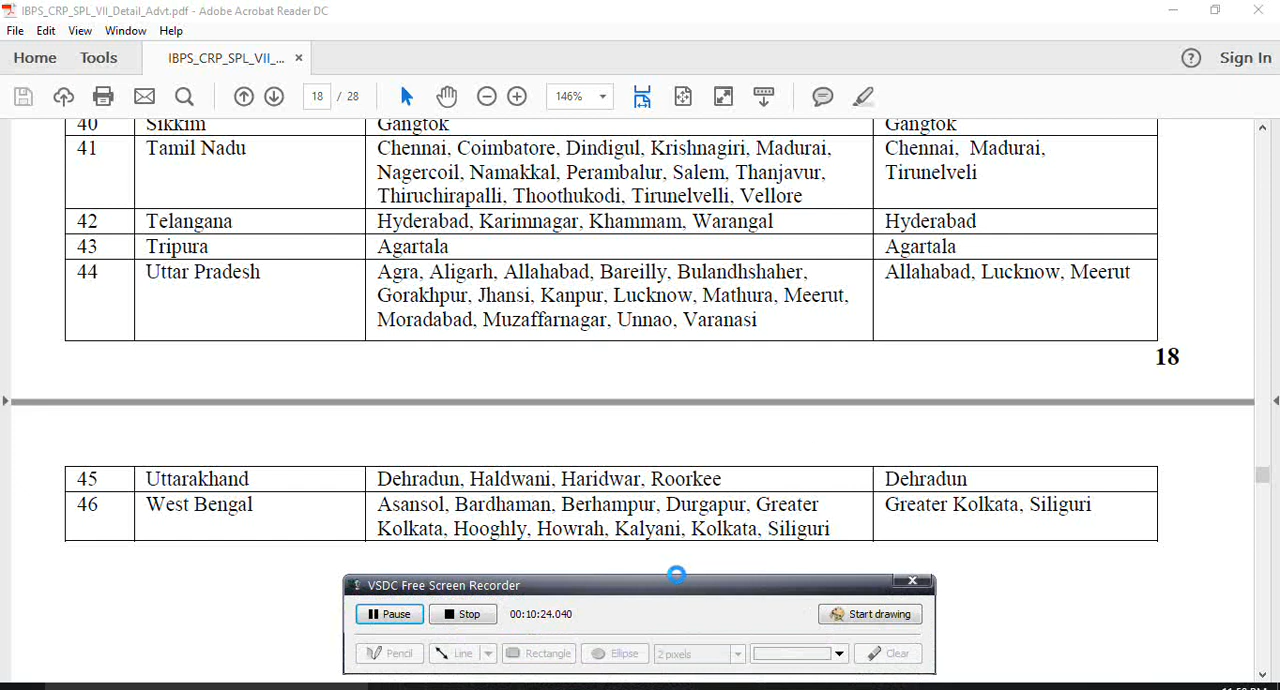 IBPS_CRP_SPL_VII_Detail_Advt.pdf - Adobe Acrobat Reader DC
File Edit View Window Help
Home Tools IBPS_CRP_SPL_VII_... × ? Sign In
18 / 28 146%
40 Sikkim Gangtok Gangtok
41 Tamil Nadu Chennai, Coimbatore, Dindigul, Krishnagiri, Madurai, Chennai, Madurai,
Nagercoil, Namakkal, Perambalur, Salem, Thanjavur, Tirunelveli
Thiruchirapalli, Thoothukodi, Tirunelvelli, Vellore
42 Telangana Hyderabad, Karimnagar, Khammam, Warangal Hyderabad
43 Tripura Agartala Agartala
44 Uttar Pradesh Agra, Aligarh, Allahabad, Bareilly, Bulandhshaher, Allahabad, Lucknow, Meerut
Gorakhpur, Jhansi, Kanpur, Lucknow, Mathura, Meerut,
Moradabad, Muzaffarnagar, Unnao, Varanasi
18
45 Uttarakhand Dehradun, Haldwani, Haridwar, Roorkee Dehradun
46 West Bengal Asansol, Bardhaman, Berhampur, Durgapur, Greater Greater Kolkata, Siliguri
Kolkata, Hooghly, Howrah, Kalyani, Kolkata, Siliguri
VSDC Free Screen Recorder
Pause Stop 00:10:24.040 Start drawing
Pencil Line Rectangle Ellipse 2 pixels Clear